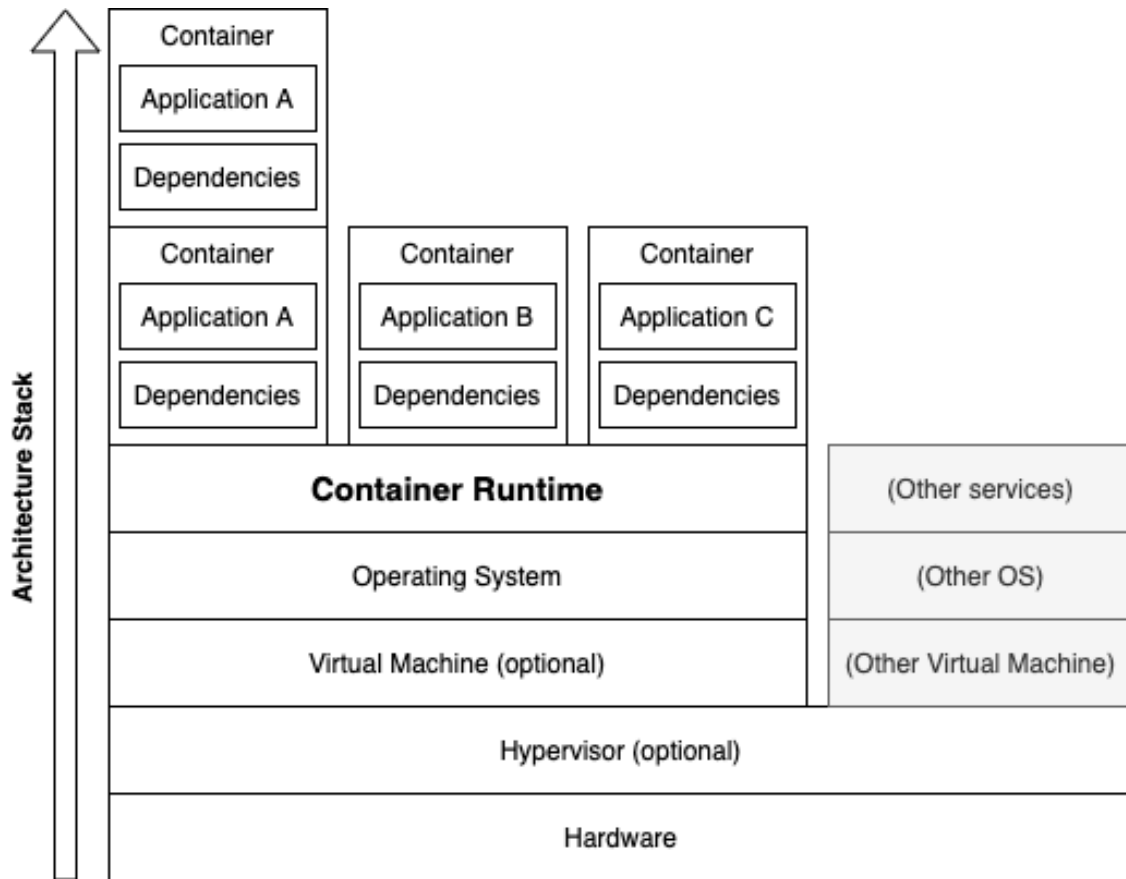 Container
Application A
Dependencies
Container
Application A
Dependencies
Container
Application B
Dependencies
Container
Application C
Dependencies
Container Runtime
(Other services)
Operating System
(Other OS)
Virtual Machine (optional)
(Other Virtual Machine)
Hypervisor (optional)
Hardware
Architecture Stack